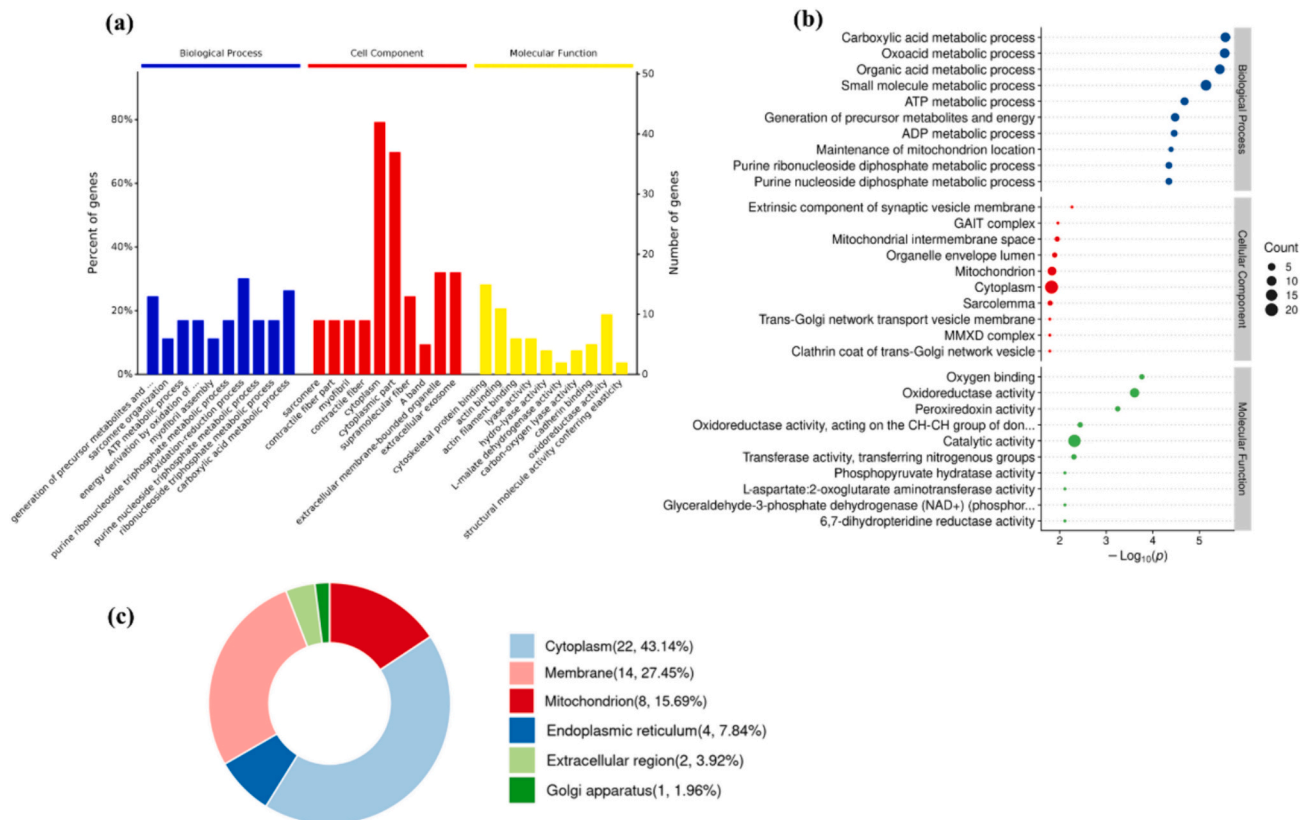 (a)
Biological Process
Cell Component
Molecular Function
Percent of genes
80%
60%
40%
20%
0%
50
40
30
20
10
0
Number of genes
generation of precursor metabolites and ...
sarcomere organization
ATP metabolic process
energy derivation by oxidation of ...
myofibril assembly
purine ribonucleoside triphosphate metabolic process
oxidation-reduction process
purine nucleoside triphosphate metabolic process
ribonucleoside triphosphate metabolic process
carboxylic acid metabolic process
sarcomere
contractile fiber part
myofibril
contractile fiber
cytoplasm
cytoplasmic part
supramolecular fiber
A band
extracellular membrane-bounded organelle
extracellular exosome
cytoskeletal protein binding
actin binding
actin filament binding
lyase activity
hydro-lyase activity
L-malate dehydrogenase activity
carbon-oxygen lyase activity
cadherin binding
oxidoreductase activity
structural molecule activity conferring elasticity
(b)
Carboxylic acid metabolic process
Oxoacid metabolic process
Organic acid metabolic process
Small molecule metabolic process
ATP metabolic process
Generation of precursor metabolites and energy
ADP metabolic process
Maintenance of mitochondrion location
Purine ribonucleoside diphosphate metabolic process
Purine nucleoside diphosphate metabolic process
Biological Process
Extrinsic component of synaptic vesicle membrane
GAIT complex
Mitochondrial intermembrane space
Organelle envelope lumen
Mitochondrion
Cytoplasm
Sarcolemma
Trans-Golgi network transport vesicle membrane
MMXD complex
Clathrin coat of trans-Golgi network vesicle
Cellular Component
Oxygen binding
Oxidoreductase activity
Peroxiredoxin activity
Oxidoreductase activity, acting on the CH-CH group of don...
Catalytic activity
Transferase activity, transferring nitrogenous groups
Phosphopyruvate hydratase activity
L-aspartate:2-oxoglutarate aminotransferase activity
Glyceraldehyde-3-phosphate dehydrogenase (NAD+) (phosphor...
6,7-dihydropteridine reductase activity
Molecular Function
2 3 4 5
− Log10(p)
Count
5
10
15
20
(c)
Cytoplasm(22, 43.14%)
Membrane(14, 27.45%)
Mitochondrion(8, 15.69%)
Endoplasmic reticulum(4, 7.84%)
Extracellular region(2, 3.92%)
Golgi apparatus(1, 1.96%)